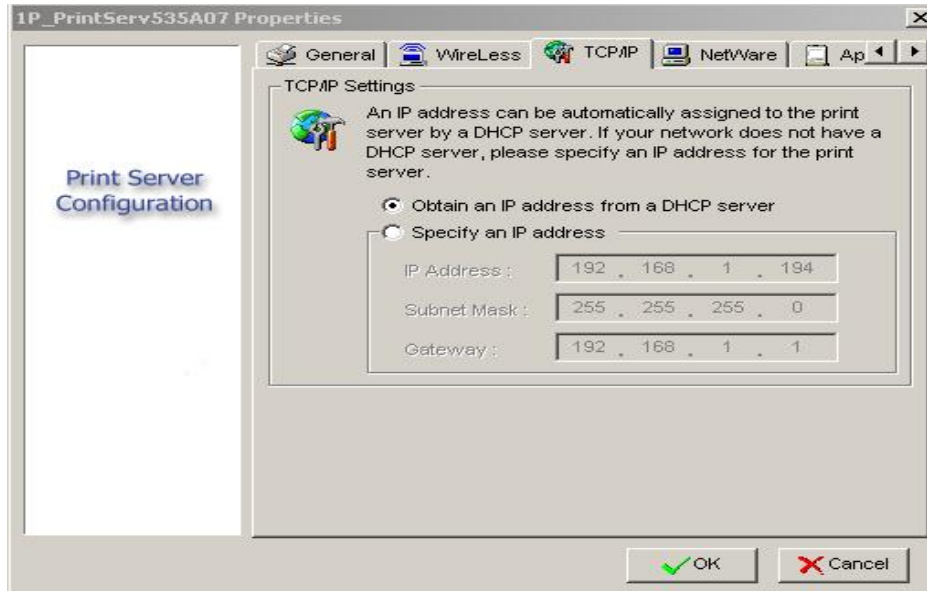 1P_PrintServ535A07 Properties
General WireLess TCP/IP NetWare Ap
Print Server
Configuration
TCP/IP Settings
An IP address can be automatically assigned to the print
server by a DHCP server. If your network does not have a
DHCP server, please specify an IP address for the print
server.
Obtain an IP address from a DHCP server
Specify an IP address
IP Address : 192 . 168 . 1 . 194
Subnet Mask : 255 . 255 . 255 . 0
Gateway : 192 . 168 . 1 . 1
OK Cancel